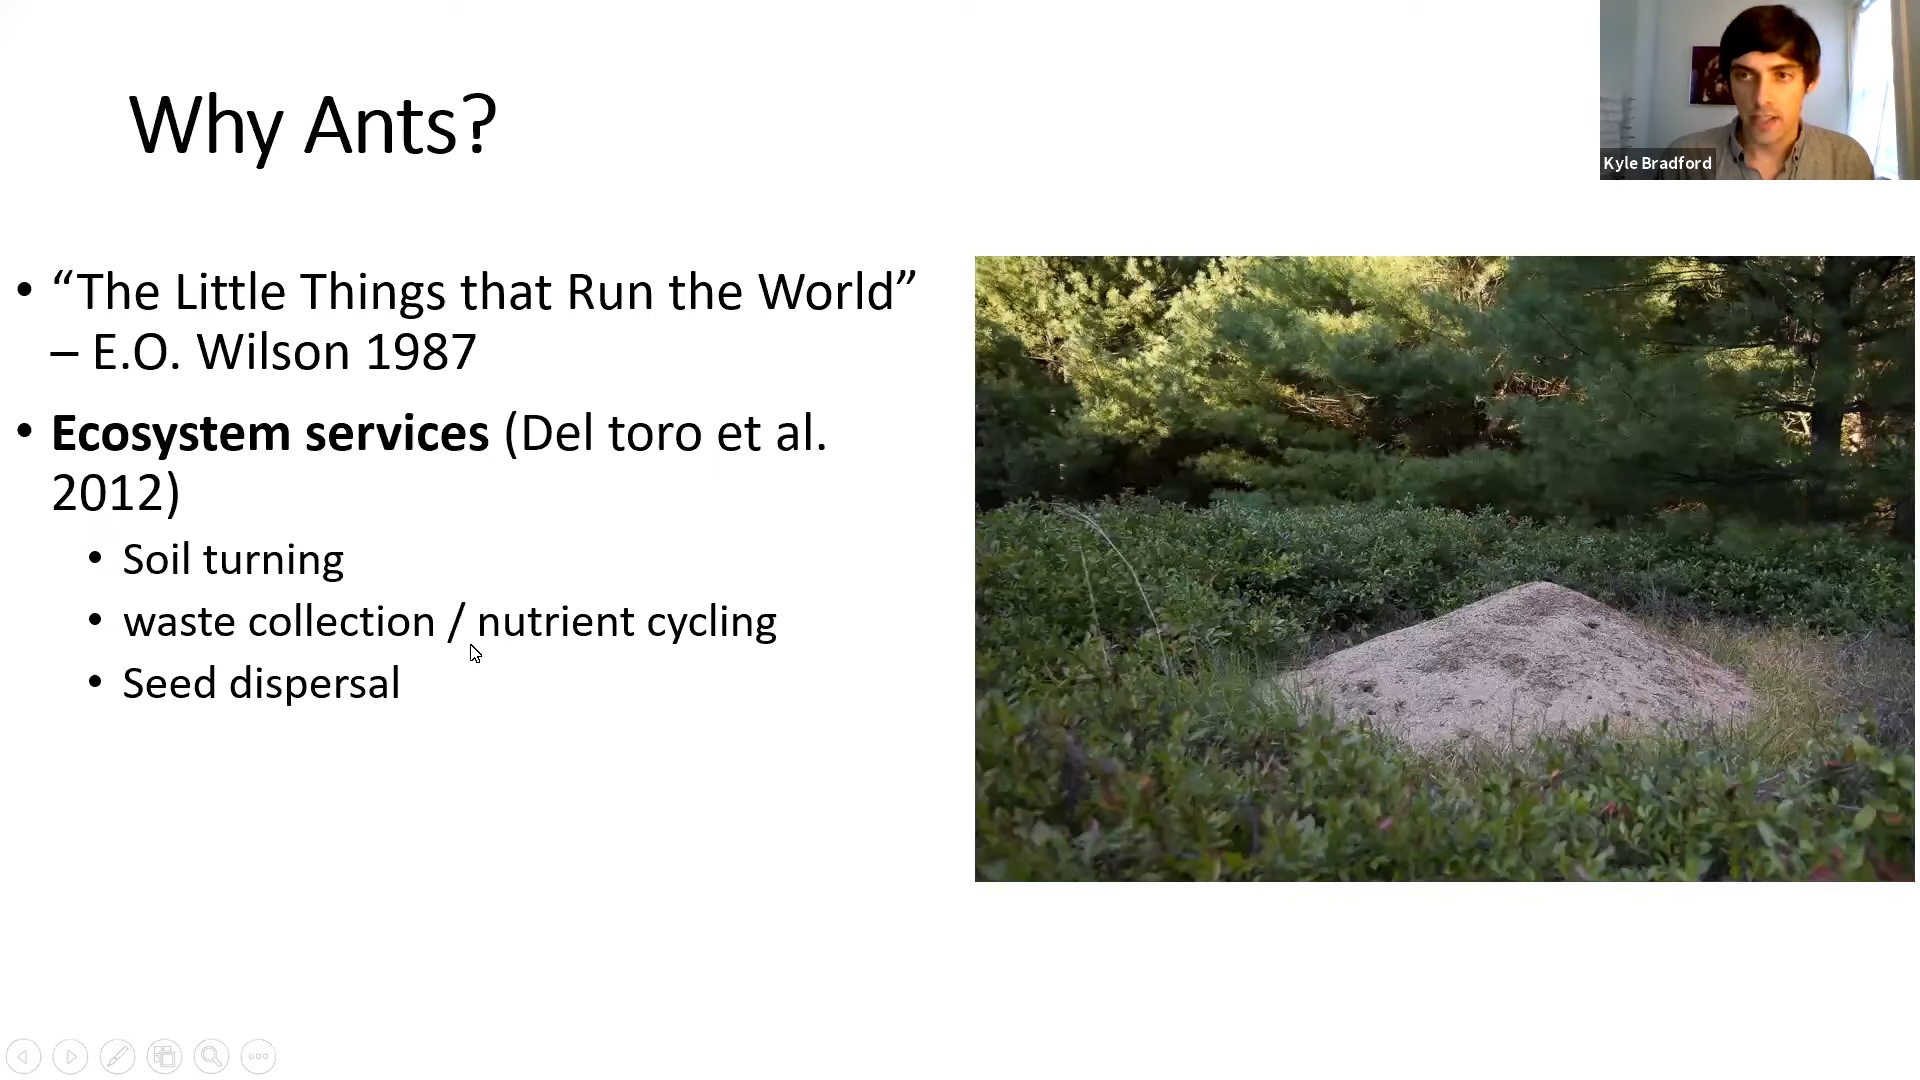 Why Ants?
Kyle Bradford
• “The Little Things that Run the World”
– E.O. Wilson 1987
• Ecosystem services (Del toro et al.
2012)
• Soil turning
• waste collection / nutrient cycling
• Seed dispersal